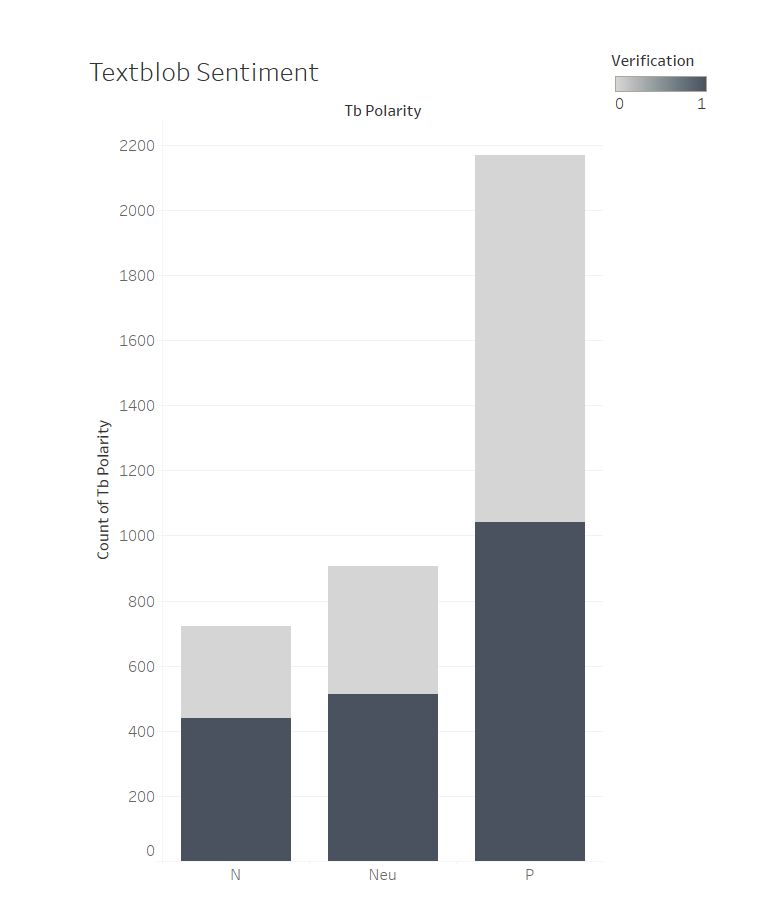 Textblob Sentiment
Verification
0 1
Tb Polarity
Count of Tb Polarity
2200
2000
1800
1600
1400
1200
1000
800
600
400
200
0
N Neu P